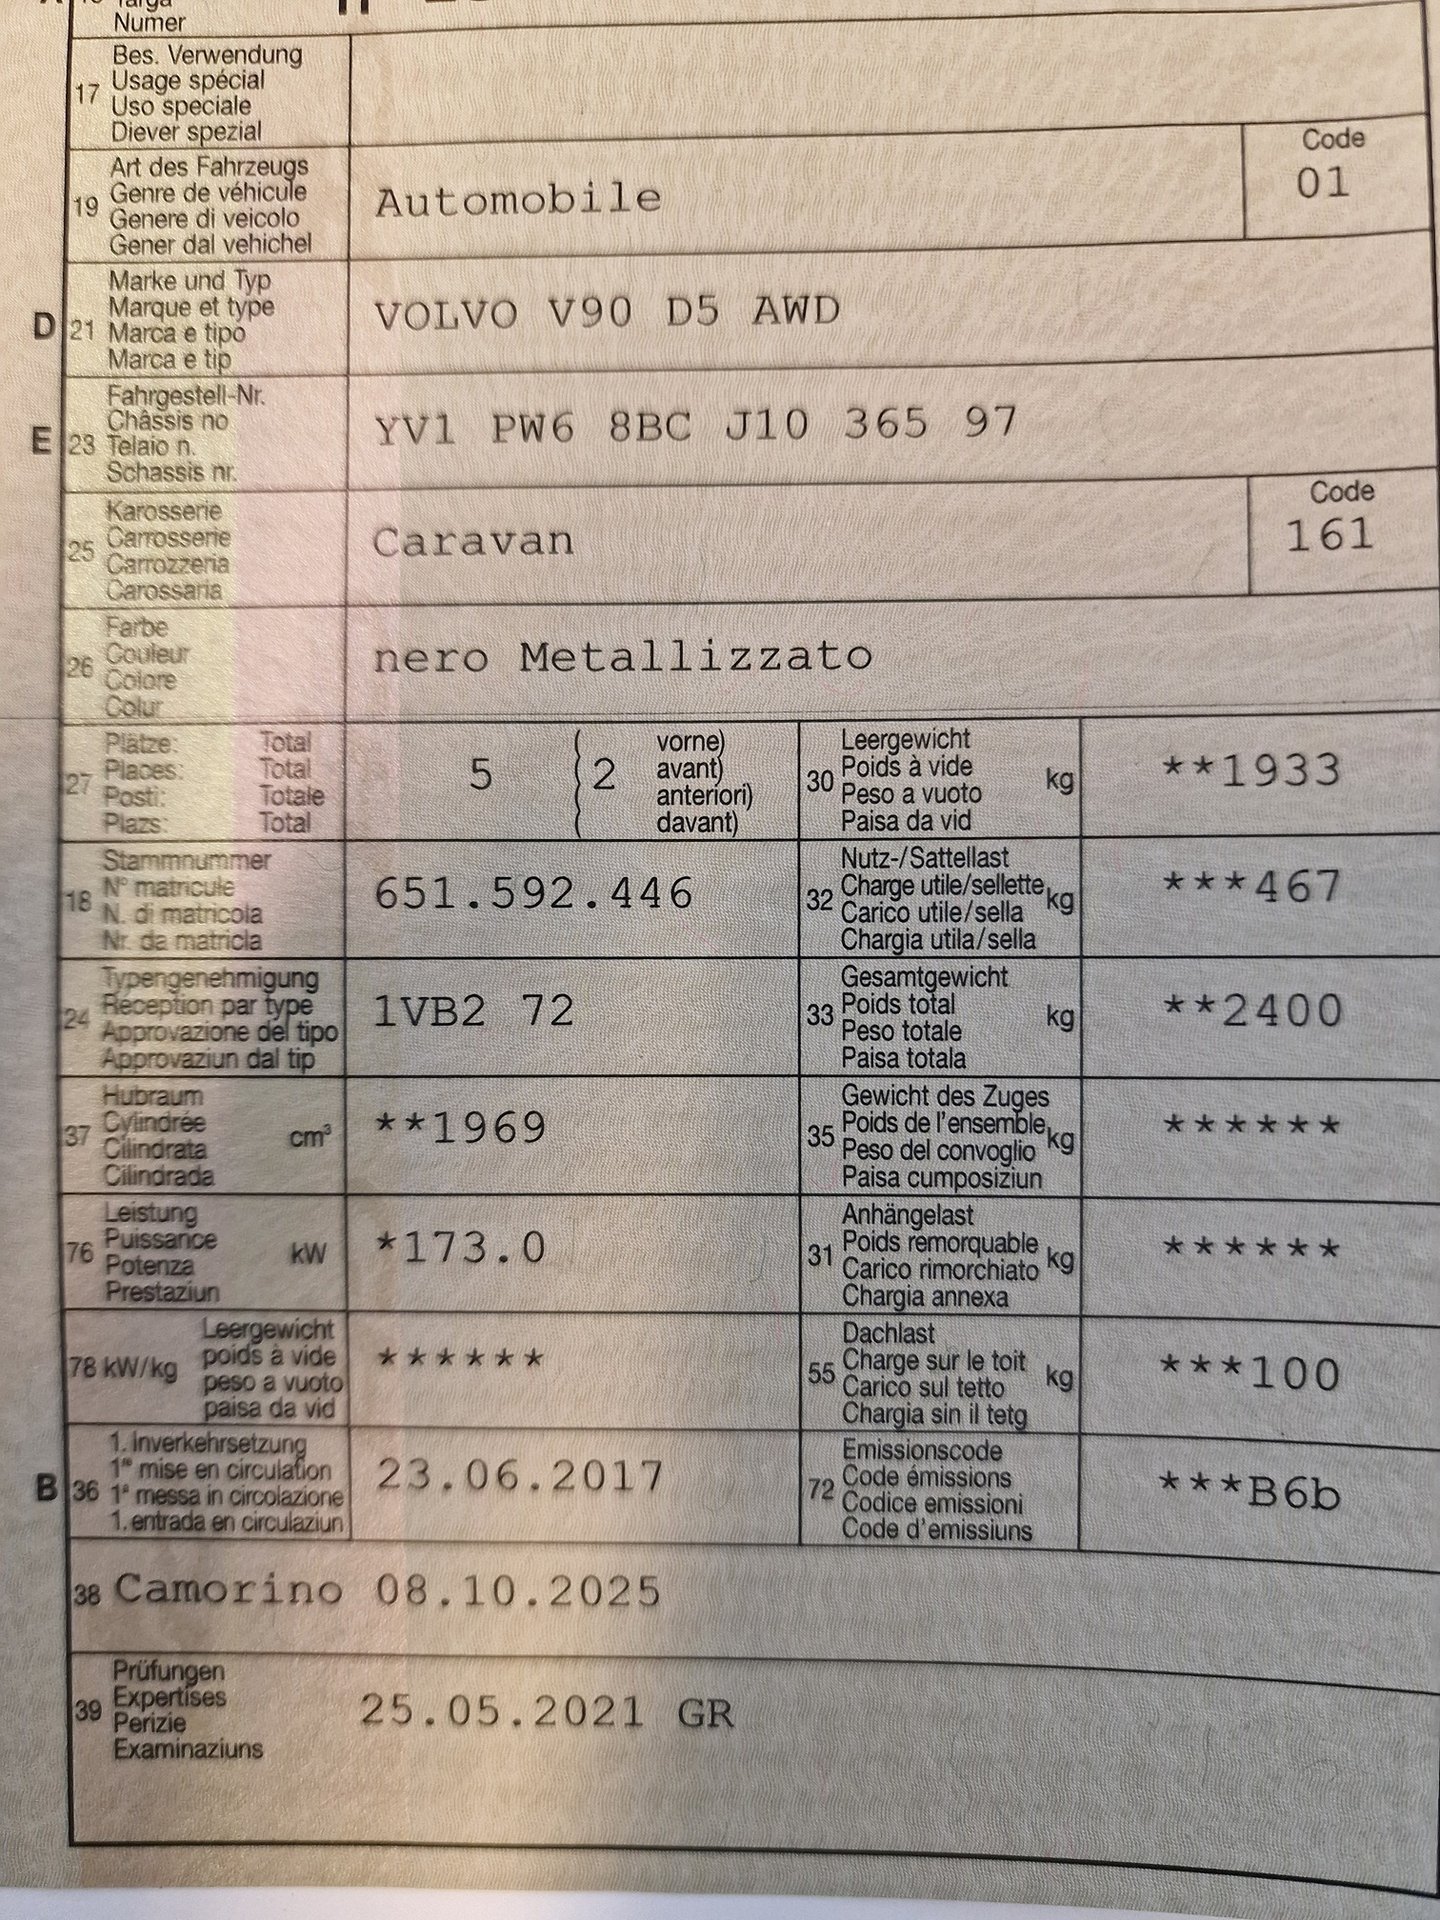 Targa
Numer
17
Bes. Verwendung
Usage spécial
Uso speciale
Diever spezial
19
Art des Fahrzeugs
Genre de véhicule
Genere di veicolo
Gener dal vehichel
Automobile
Code
01
D
21
Marke und Typ
Marque et type
Marca e tipo
Marca e tip
VOLVO V90 D5 AWD
E
23
Fahrgestell-Nr.
Châssis no
Telaio n.
Schassis nr.
YV1 PW6 8BC J10 365 97
25
Karosserie
Carrosserie
Carrozzeria
Carossaria
Caravan
Code
161
26
Farbe
Couleur
Colore
Colur
nero Metallizzato
27
Plätze: Total
Places: Total
Posti: Totale
Plazs: Total
5
( vorne)
(2 avant)
( anteriori)
( davant)
30
Leergewicht
Poids à vide
Peso a vuoto
Paisa da vid
kg
**1933
18
Stammnummer
N° matricule
N. di matricola
Nr. da matricla
651.592.446
32
Nutz-/Sattellast
Charge utile/sellette
Carico utile/sella
Chargia utila/sella
kg
***467
24
Typengenehmigung
Réception par type
Approvazione del tipo
Approvaziun dal tip
1VB2 72
33
Gesamtgewicht
Poids total
Peso totale
Paisa totala
kg
**2400
37
Hubraum
Cylindrée
Cilindrata
Cilindrada
cm³
**1969
35
Gewicht des Zuges
Poids de l'ensemble
Peso del convoglio
Paisa cumposiziun
kg
******
76
Leistung
Puissance
Potenza
Prestaziun
kW
*173.0
31
Anhängelast
Poids remorquable
Carico rimorchiato
Chargia annexa
kg
******
78 kW/kg
Leergewicht
poids à vide
peso a vuoto
paisa da vid
******
55
Dachlast
Charge sur le toit
Carico sul tetto
Chargia sin il tetg
kg
***100
B
36
1. Inverkehrsetzung
1re mise en circulation
1a messa in circolazione
1. entrada en circulaziun
23.06.2017
72
Emissionscode
Code émissions
Codice emissioni
Code d'emissiuns
***B6b
38 Camorino 08.10.2025
39
Prüfungen
Expertises
Perizie
Examinaziuns
25.05.2021 GR